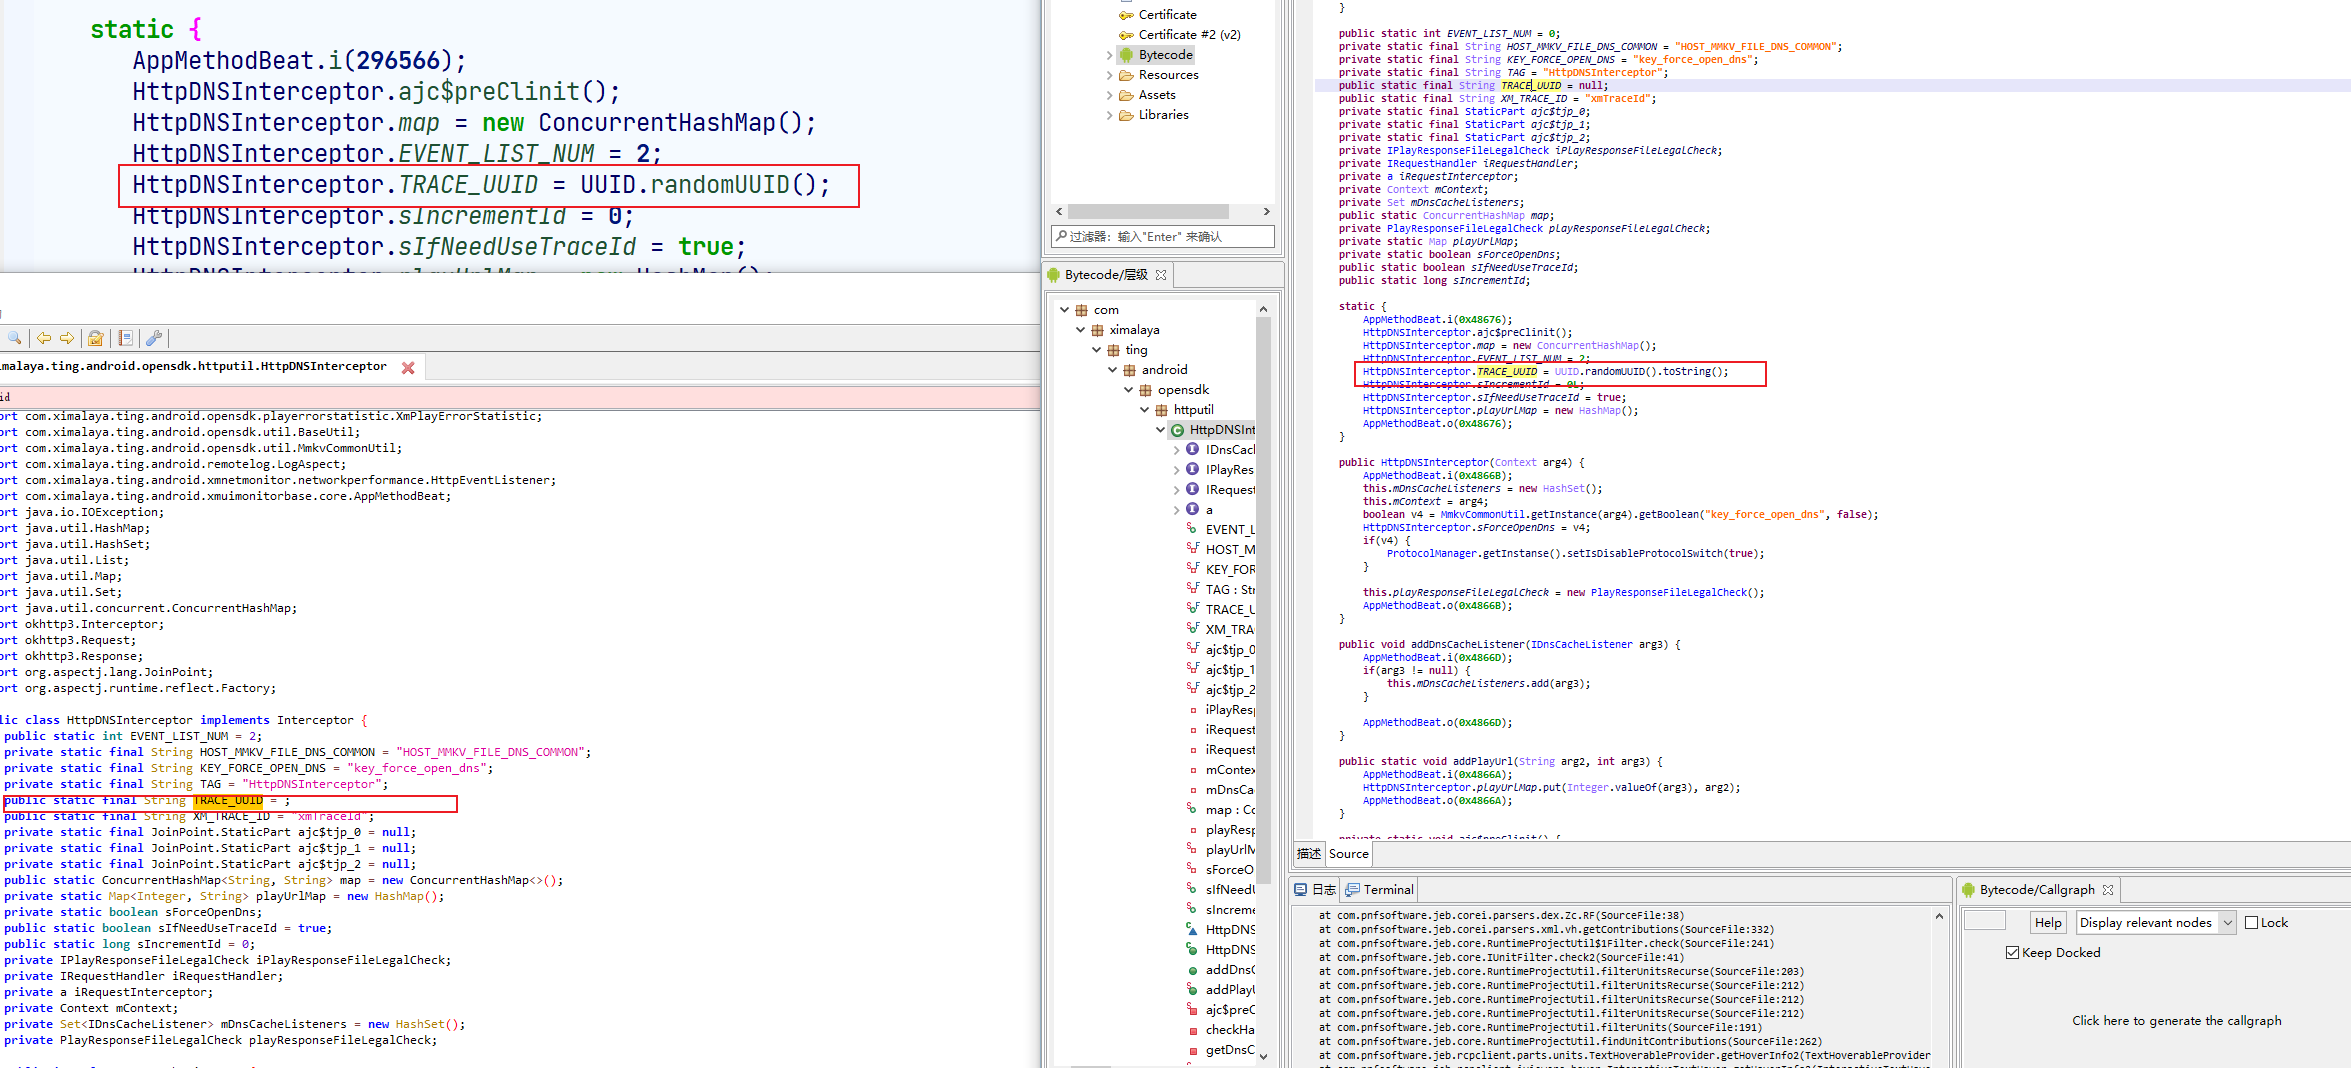 static {
AppMethodBeat.i(296566);
HttpDNSInterceptor.ajc$preClinit();
HttpDNSInterceptor.map = new ConcurrentHashMap();
HttpDNSInterceptor.EVENT_LIST_NUM = 2;
HttpDNSInterceptor.TRACE_UUID = UUID.randomUUID();
HttpDNSInterceptor.sIncrementId = 0;
HttpDNSInterceptor.sIfNeedUseTraceId = true;
HttpDNSInterceptor.playUrlMap = new HashMap();
malaya.ting.android.opensdk.httputil.HttpDNSInterceptor
id
ort com.ximalaya.ting.android.opensdk.playerrorstatistic.XmPlayErrorStatistic;
ort com.ximalaya.ting.android.opensdk.util.BaseUtil;
ort com.ximalaya.ting.android.opensdk.util.MmkvCommonUtil;
ort com.ximalaya.ting.android.remotelog.LogAspect;
ort com.ximalaya.ting.android.xmnetmonitor.networkperformance.HttpEventListener;
ort com.ximalaya.ting.android.xmuimonitorbase.core.AppMethodBeat;
ort java.io.IOException;
ort java.util.HashMap;
ort java.util.HashSet;
ort java.util.List;
ort java.util.Map;
ort java.util.Set;
ort java.util.concurrent.ConcurrentHashMap;
ort okhttp3.Interceptor;
ort okhttp3.Request;
ort okhttp3.Response;
ort org.aspectj.lang.JoinPoint;
ort org.aspectj.runtime.reflect.Factory;
lic class HttpDNSInterceptor implements Interceptor {
public static int EVENT_LIST_NUM = 2;
private static final String HOST_MMKV_FILE_DNS_COMMON = "HOST_MMKV_FILE_DNS_COMMON";
private static final String KEY_FORCE_OPEN_DNS = "key_force_open_dns";
private static final String TAG = "HttpDNSInterceptor";
public static final String TRACE_UUID = ;
public static final String XM_TRACE_ID = "xmTraceId";
private static final JoinPoint.StaticPart ajc$tjp_0 = null;
private static final JoinPoint.StaticPart ajc$tjp_1 = null;
private static final JoinPoint.StaticPart ajc$tjp_2 = null;
public static ConcurrentHashMap<String, String> map = new ConcurrentHashMap<>();
private static Map<Integer, String> playUrlMap = new HashMap();
private static boolean sForceOpenDns;
public static boolean sIfNeedUseTraceId = true;
public static long sIncrementId = 0;
private IPlayResponseFileLegalCheck iPlayResponseFileLegalCheck;
private IRequestHandler iRequestHandler;
private a iRequestInterceptor;
private Context mContext;
private Set<IDnsCacheListener> mDnsCacheListeners = new HashSet();
private PlayResponseFileLegalCheck playResponseFileLegalCheck;
Certificate
Certificate #2 (v2)
Bytecode
Resources
Assets
Libraries
过滤器：输入"Enter" 来确认
Bytecode/层级
com
ximalaya
ting
android
opensdk
httputil
HttpDNSInt
IDnsCacl
IPlayRes
IRequest
a
EVENT_L
HOST_M
KEY_FOR
TAG : Str
TRACE_U
XM_TRA
ajc$tjp_0
ajc$tjp_1
ajc$tjp_2
iPlayResp
iRequest
iRequest
mContex
mDnsCa
map : Co
playResp
playUrlM
sForceO
sIfNeedU
sIncreme
HttpDNS
HttpDNS
addDnsC
addPlayU
ajc$preC
checkHa
getDnsC
}
public static int EVENT_LIST_NUM = 0;
private static final String HOST_MMKV_FILE_DNS_COMMON = "HOST_MMKV_FILE_DNS_COMMON";
private static final String KEY_FORCE_OPEN_DNS = "key_force_open_dns";
private static final String TAG = "HttpDNSInterceptor";
public static final String TRACE_UUID = null;
public static final String XM_TRACE_ID = "xmTraceId";
private static final StaticPart ajc$tjp_0;
private static final StaticPart ajc$tjp_1;
private static final StaticPart ajc$tjp_2;
private IPlayResponseFileLegalCheck iPlayResponseFileLegalCheck;
private IRequestHandler iRequestHandler;
private a iRequestInterceptor;
private Context mContext;
private Set mDnsCacheListeners;
public static ConcurrentHashMap map;
private PlayResponseFileLegalCheck playResponseFileLegalCheck;
private static Map playUrlMap;
private static boolean sForceOpenDns;
public static boolean sIfNeedUseTraceId;
public static long sIncrementId;
static {
AppMethodBeat.i(0x48676);
HttpDNSInterceptor.ajc$preClinit();
HttpDNSInterceptor.map = new ConcurrentHashMap();
HttpDNSInterceptor.EVENT_LIST_NUM = 2;
HttpDNSInterceptor.TRACE_UUID = UUID.randomUUID().toString();
HttpDNSInterceptor.sIncrementId = 0L;
HttpDNSInterceptor.sIfNeedUseTraceId = true;
HttpDNSInterceptor.playUrlMap = new HashMap();
AppMethodBeat.o(0x48676);
}
public HttpDNSInterceptor(Context arg4) {
AppMethodBeat.i(0x4866B);
this.mDnsCacheListeners = new HashSet();
this.mContext = arg4;
boolean v4 = MmkvCommonUtil.getInstance(arg4).getBoolean("key_force_open_dns", false);
HttpDNSInterceptor.sForceOpenDns = v4;
if(v4) {
ProtocolManager.getInstanse().setIsDisableProtocolSwitch(true);
}
this.playResponseFileLegalCheck = new PlayResponseFileLegalCheck();
AppMethodBeat.o(0x4866B);
}
public void addDnsCacheListener(IDnsCacheListener arg3) {
AppMethodBeat.i(0x4866D);
if(arg3 != null) {
this.mDnsCacheListeners.add(arg3);
}
AppMethodBeat.o(0x4866D);
}
public static void addPlayUrl(String arg2, int arg3) {
AppMethodBeat.i(0x4866A);
HttpDNSInterceptor.playUrlMap.put(Integer.valueOf(arg3), arg2);
AppMethodBeat.o(0x4866A);
}
private static void ajc$preClinit() {
描述 Source
日志 Terminal
at com.pnfsoftware.jeb.corei.parsers.dex.Zc.RF(SourceFile:38)
at com.pnfsoftware.jeb.corei.parsers.xml.vh.getContributions(SourceFile:332)
at com.pnfsoftware.jeb.core.RuntimeProjectUtil$1Filter.check(SourceFile:241)
at com.pnfsoftware.jeb.core.IUnitFilter.check2(SourceFile:41)
at com.pnfsoftware.jeb.core.RuntimeProjectUtil.filterUnitsRecurse(SourceFile:203)
at com.pnfsoftware.jeb.core.RuntimeProjectUtil.filterUnitsRecurse(SourceFile:212)
at com.pnfsoftware.jeb.core.RuntimeProjectUtil.filterUnitsRecurse(SourceFile:212)
at com.pnfsoftware.jeb.core.RuntimeProjectUtil.filterUnitsRecurse(SourceFile:212)
at com.pnfsoftware.jeb.core.RuntimeProjectUtil.filterUnits(SourceFile:191)
at com.pnfsoftware.jeb.core.RuntimeProjectUtil.findUnitContributions(SourceFile:262)
at com.pnfsoftware.jeb.rcpclient.parts.units.TextHoverableProvider.getHoverInfo2(TextHoverableProvider
Bytecode/Callgraph
Help Display relevant nodes Lock
Keep Docked
Click here to generate the callgraph